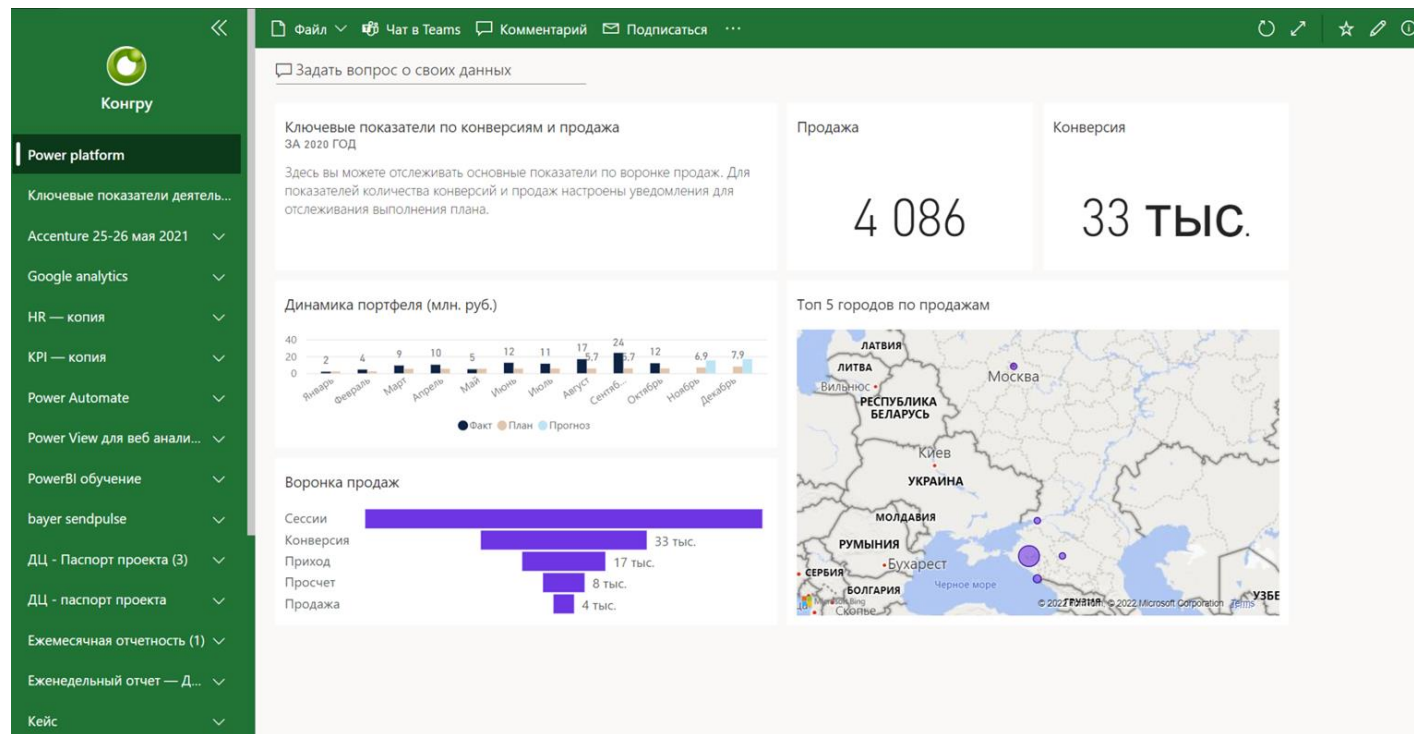 Файл
Чат в Teams
Комментарий
Подписаться
Конгру
Power platform
Ключевые показатели деятель...
Accenture 25-26 мая 2021
Google analytics
HR — копия
KPI — копия
Power Automate
Power View для веб анали...
PowerBI обучение
bayer sendpulse
ДЦ - Паспорт проекта (3)
ДЦ - паспорт проекта
Ежемесячная отчетность (1)
Еженедельный отчет — Д...
Кейс
Задать вопрос о своих данных
Ключевые показатели по конверсиям и продажа
ЗА 2020 ГОД
Здесь вы можете отслеживать основные показатели по воронке продаж. Для
показателей количества конверсий и продаж настроены уведомления для
отслеживания выполнения плана.
Продажа
4 086
Конверсия
33 тыс.
Динамика портфеля (млн. руб.)
40
20
0
2 4 9 10 5 12 11 17 5,7 24 5,7 12 6,9 7,9
Январь Февраль Март Апрель Май Июнь Июль Август Сентяб... Октябрь Ноябрь Декабрь
Факт План Прогноз
Воронка продаж
Сессии
Конверсия 33 тыс.
Приход 17 тыс.
Просчет 8 тыс.
Продажа 4 тыс.
Топ 5 городов по продажам
ЛАТВИЯ
ЛИТВА
Москва
Вильнюс
РЕСПУБЛИКА
БЕЛАРУСЬ
Киев
УКРАИНА
МОЛДАВИЯ
РУМЫНИЯ
Бухарест
СЕРБИЯ
Черное море
БОЛГАРИЯ
УЗБЕ
Microsoft Bing
© 2022 Microsoft Corporation Terms
Скопье